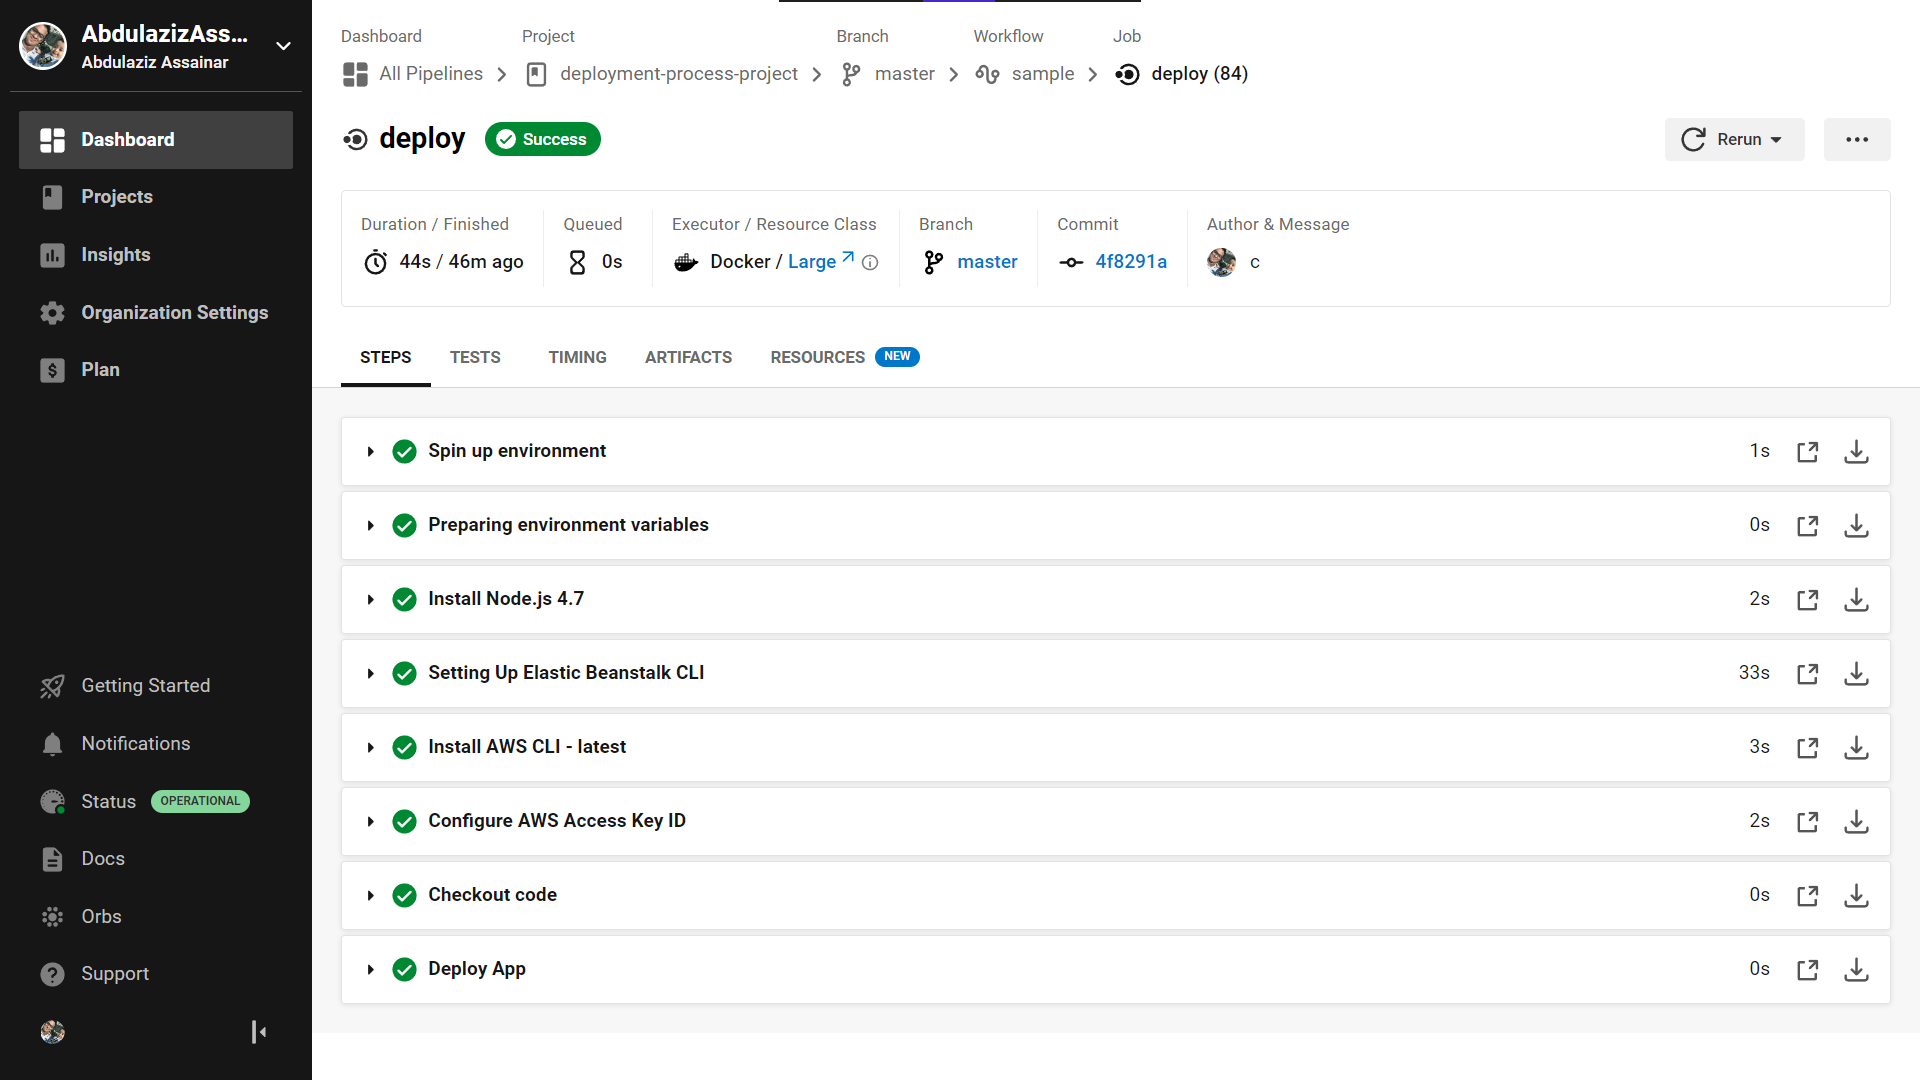 AbdulazizAss...
Abdulaziz Assainar
Dashboard
Projects
Insights
Organization Settings
Plan
Getting Started
Notifications
Status OPERATIONAL
Docs
Orbs
Support
Dashboard Project Branch Workflow Job
All Pipelines deployment-process-project master sample deploy (84)
deploy Success Rerun
Duration / Finished Queued Executor / Resource Class Branch Commit Author & Message
44s / 46m ago 0s Docker / Large master 4f8291a c
STEPS TESTS TIMING ARTIFACTS RESOURCES NEW
Spin up environment 1s
Preparing environment variables 0s
Install Node.js 4.7 2s
Setting Up Elastic Beanstalk CLI 33s
Install AWS CLI - latest 3s
Configure AWS Access Key ID 2s
Checkout code 0s
Deploy App 0s